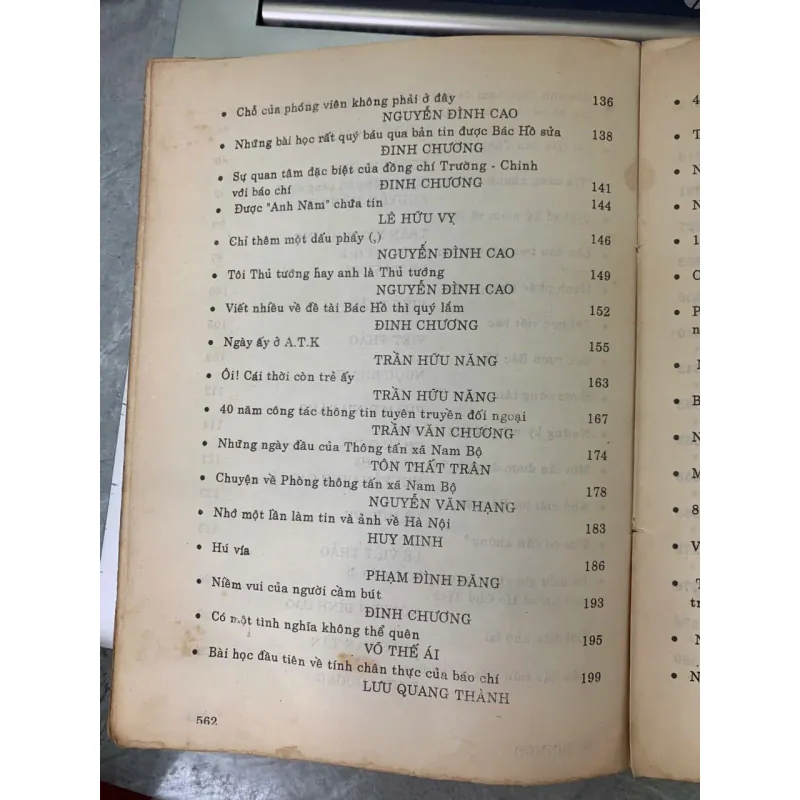 • Chỗ của phóng viên không phải ở đây 136
NGUYỄN ĐÌNH CAO
• Những bài học rất quý báu qua bản tin được Bác Hồ sửa 138
ĐINH CHƯƠNG
• Sự quan tâm đặc biệt của đồng chí Trường - Chinh
với báo chí ĐINH CHƯƠNG 141
• Được "Anh Năm" chứa tin 144
LÊ HỮU VỴ
• Chỉ thêm một dấu phẩy (,) 146
NGUYỄN ĐÌNH CAO
• Tôi Thủ tướng hay anh là Thủ tướng 149
NGUYỄN ĐÌNH CAO
• Viết nhiều về đề tài Bác Hồ thì quý lắm 152
ĐINH CHƯƠNG
• Ngày ấy ở A.T.K 155
TRẦN HỮU NĂNG
• Ôi! Cái thời còn trẻ ấy 163
TRẦN HỮU NĂNG
• 40 năm công tác thông tin tuyên truyền đối ngoại 167
TRẦN VĂN CHƯƠNG
• Những ngày đầu của Thông tấn xã Nam Bộ 174
TÔN THẤT TRÂN
• Chuyện về Phòng thông tấn xã Nam Bộ 178
NGUYỄN VĂN HẠNG
• Nhớ một lần làm tin và ảnh về Hà Nội 183
HUY MINH
• Hú vía 186
PHẠM ĐÌNH ĐĂNG
• Niềm vui của người cầm bút 193
ĐINH CHƯƠNG
• Có một tình nghĩa không thể quên 195
VÕ THẾ ÁI
• Bài học đầu tiên về tính chân thực của báo chí 199
LƯU QUANG THÀNH
562
• 4
T
• N
• N
• 1
• C
• P
n
•
• B
• N
• M
• 8
• V
• T
tr
• N
• N